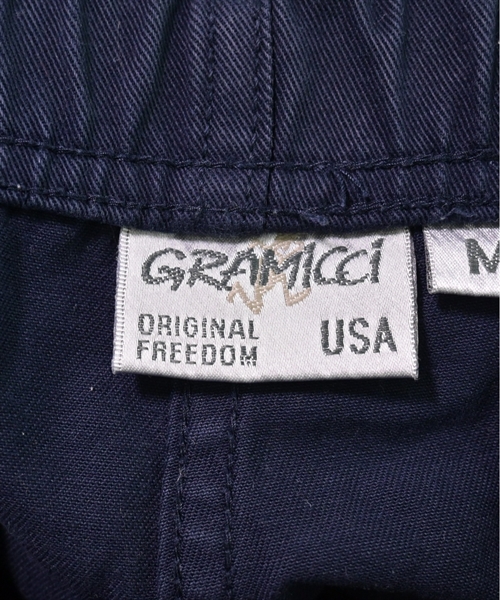 GRAMICCi
ORIGINAL
FREEDOM
USA
M